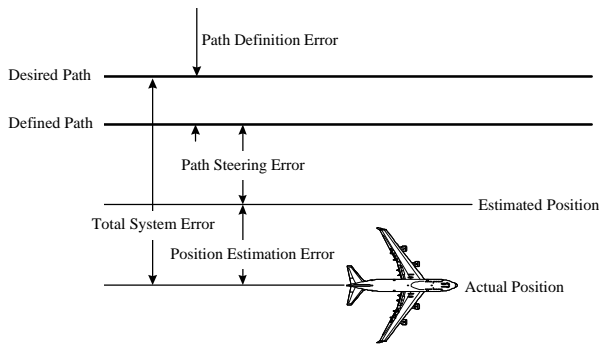 Path Definition Error
Desired Path
Defined Path
Path Steering Error
Estimated Position
Total System Error
Position Estimation Error
Actual Position